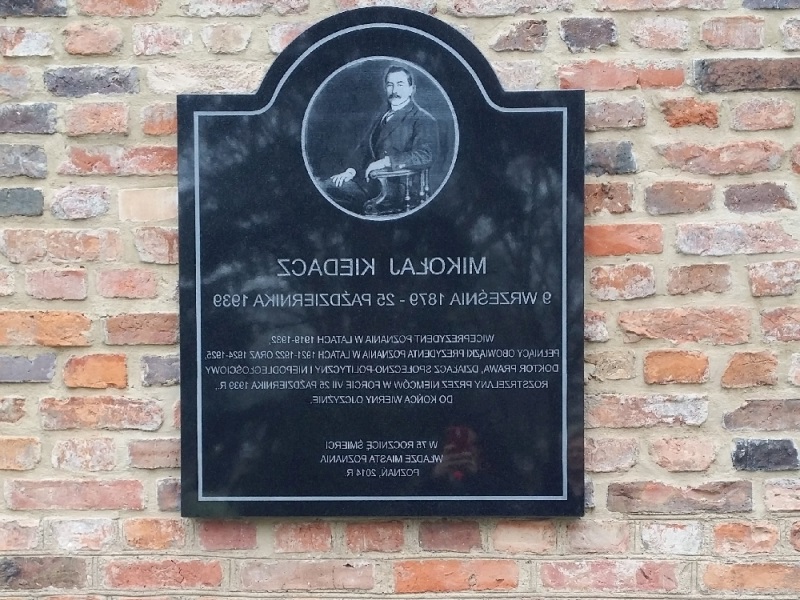 MIKOŁAJ KIEDACZ
9 WRZEŚNIA 1879 - 25 PAŹDZIERNIKA 1939
WICEPREZYDENT POZNANIA W LATACH 1919-1932,
PEŁNIĄCY OBOWIĄZKI PREZYDENTA POZNANIA W LATACH 1921-1922 ORAZ 1924-1925,
DOKTOR PRAWA, DZIAŁACZ SPOŁECZNO-POLITYCZNY I NIEPODLEGŁOŚCIOWY
ROZSTRZELANY PRZEZ NIEMCÓW W FORCIE VII 25 PAŹDZIERNIKA 1939 R.,
DO KOŃCA WIERNY OJCZYŹNIE.
W 75 ROCZNICĘ ŚMIERCI
WŁADZE MIASTA POZNANIA
POZNAŃ, 2014 R